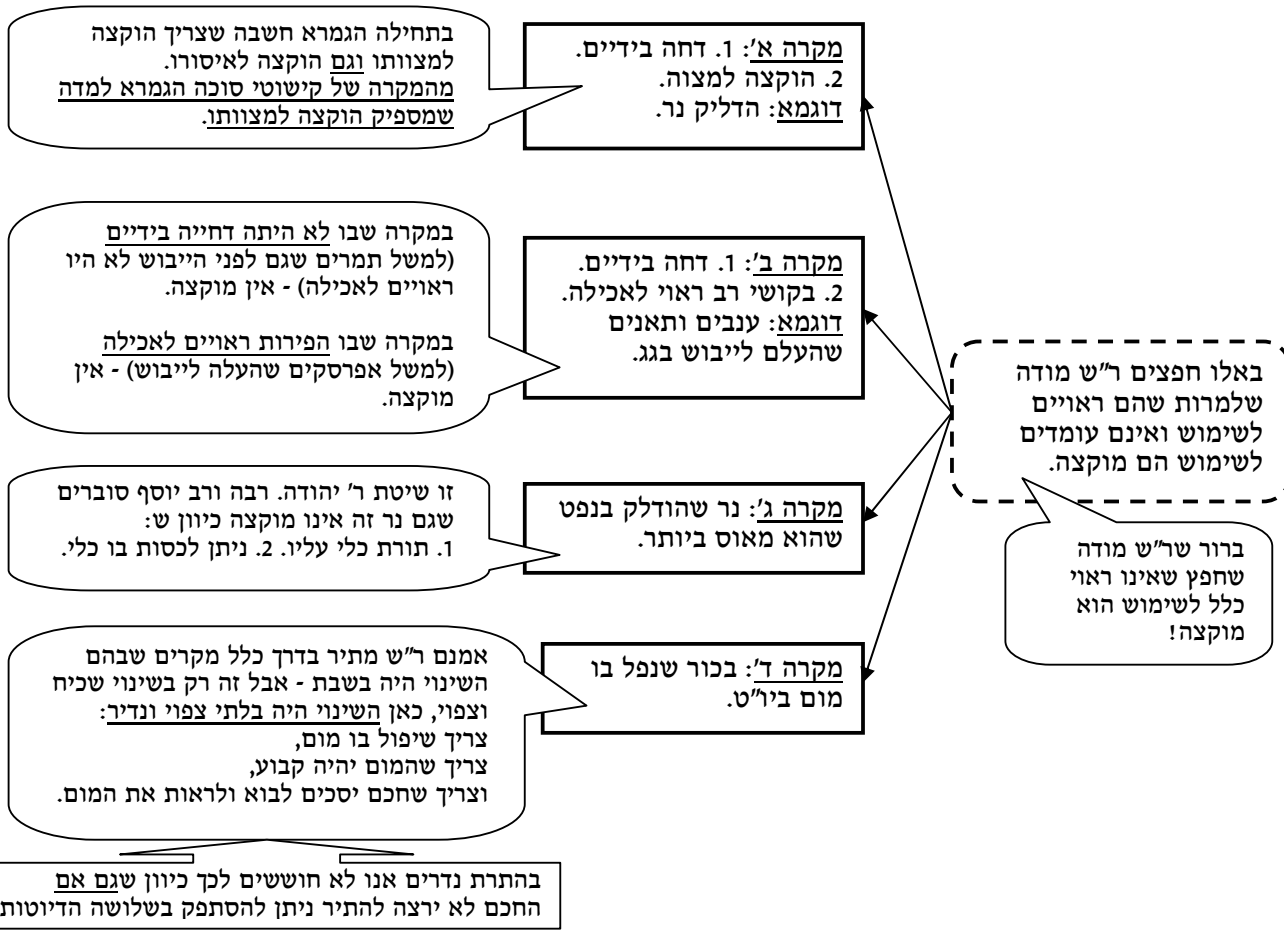 באלו חפצים ר"ש מודה
שלמרות שהם ראויים
לשימוש ואינם עומדים
לשימוש הם מוקצה.
ברור שר"ש מודה
שחפץ שאינו ראוי
כלל לשימוש הוא
מוקצה!
מקרה א': 1. דחה בידיים.
2. הוקצה למצוה.
דוגמא: הדליק נר.
בתחילה הגמרא חשבה שצריך הוקצה
למצוותו וגם הוקצה לאיסורו.
מהמקרה של קישוטי סוכה הגמרא למדה
שמספיק הוקצה למצוותו.
מקרה ב': 1. דחה בידיים.
2. בקושי רב ראוי לאכילה.
דוגמא: ענבים ותאנים
שהעלם לייבוש בגג.
במקרה שבו לא היתה דחייה בידיים
(למשל תמרים שגם לפני הייבוש לא היו
ראויים לאכילה) - אין מוקצה.
במקרה שבו הפירות ראויים לאכילה
(למשל אפרסקים שהעלה לייבוש) - אין
מוקצה.
מקרה ג': נר שהודלק בנפט
שהוא מאוס ביותר.
זו שיטת ר' יהודה. רבה ורב יוסף סוברים
שגם נר זה אינו מוקצה כיוון ש:
1. תורת כלי עליו. 2. ניתן לכסות בו כלי.
מקרה ד': בכור שנפל בו
מום ביו"ט.
אמנם ר"ש מתיר בדרך כלל מקרים שבהם
השינוי היה בשבת - אבל זה רק בשינוי שכיח
וצפוי, כאן השינוי היה בלתי צפוי ונדיר:
צריך שיפול בו מום,
צריך שהמום יהיה קבוע,
וצריך שחכם יסכים לבוא ולראות את המום.
בהתרת נדרים אנו לא חוששים לכך כיוון שגם אם
החכם לא ירצה להתיר ניתן להסתפק בשלושה הדיוטות